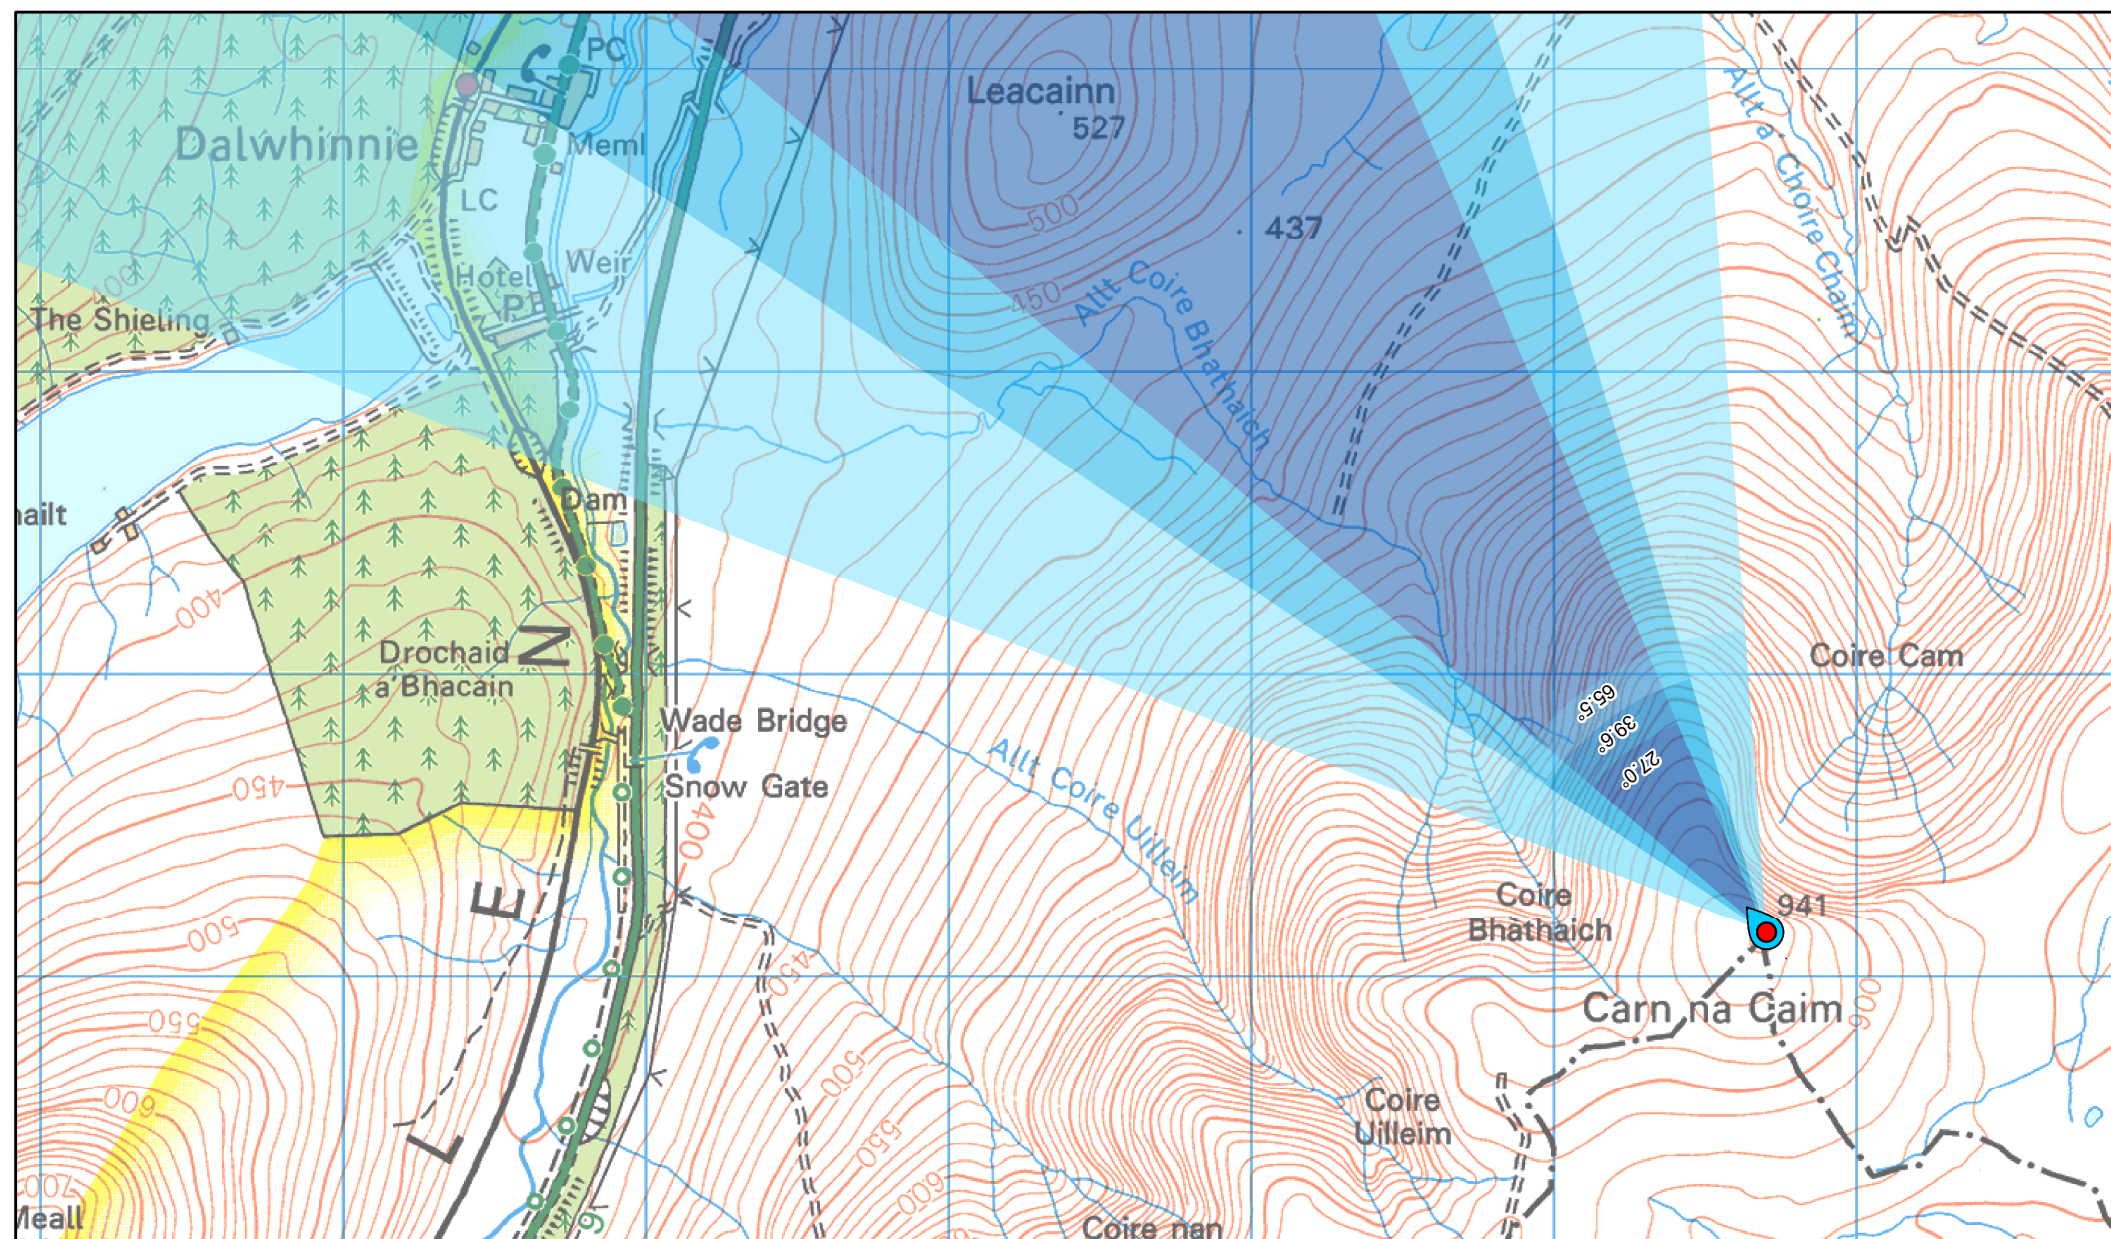 PC
Leacainn
527
Allt a' Choire Chaim
Dalwhinnie
Meml
LC
500
437
Hotel
Weir
P
400
The Shieling
450
Allt Coire Bhathaich
Dam
ailt
400
N
Drochaid
a'Bhacain
Coire Cam
65.5°
39.6°
27.0°
Wade Bridge
Snow Gate
Allt Coire Uilleim
450
400
E
Coire
Bhathaich
941
500
450
Carn na Caim
900
550
500
600
L
550
Coire
Uilleim
600
700
Meall
9
Coire nan